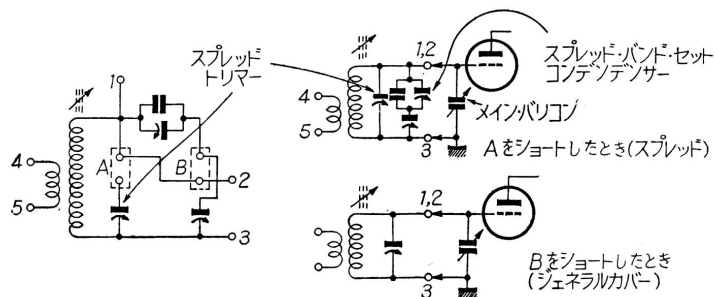 スプレッド
トリマー
1
4
5
A
B
2
3
1,2
4
5
3
スプレッド・バンド・セット
コンデンデンサー
メイン・バリコン
Aをショートしたとき(スプレッド)
1,2
3
Bをショートしたとき
(ジェネラルカバー)